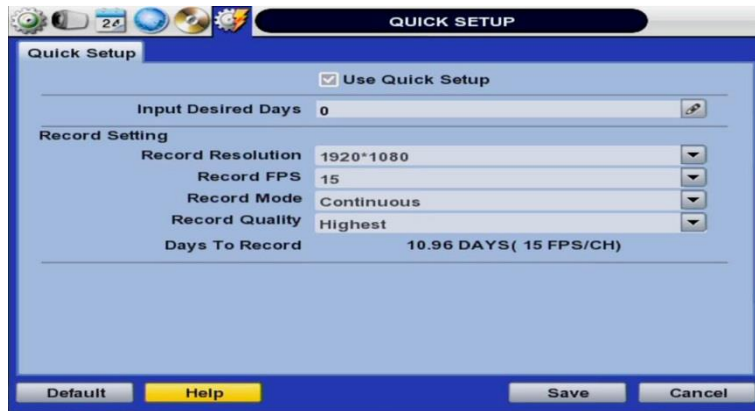 24
QUICK SETUP
Quick Setup
Use Quick Setup
Input Desired Days 0
Record Setting
Record Resolution 1920*1080
Record FPS 15
Record Mode Continuous
Record Quality Highest
Days To Record 10.96 DAYS( 15 FPS/CH)
Default Help Save Cancel